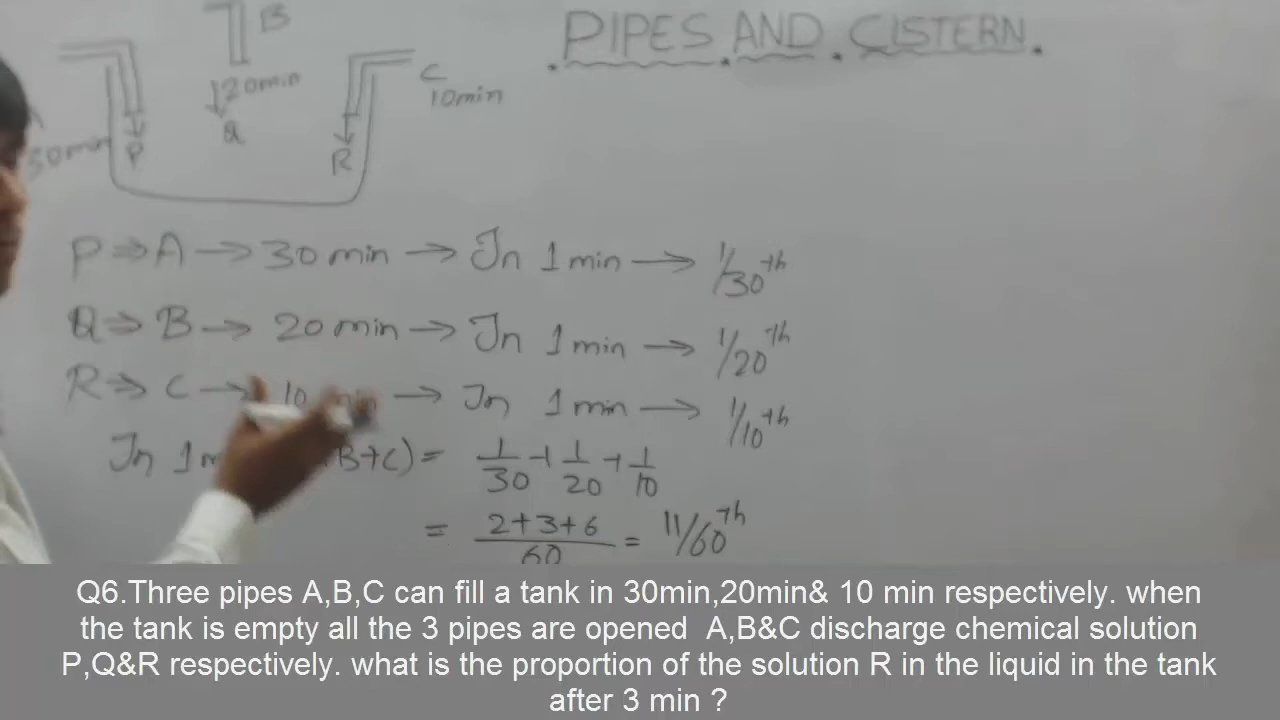 PIPES AND CISTERN.
B
20min
Q
C
10min
P
R
P ⇒ A → 30 min → In 1 min → 1/30th
Q ⇒ B → 20 min → In 1 min → 1/20th
R ⇒ C → 10 min → In 1 min → 1/10th
In 1 B+C) = 1/30 + 1/20 + 1/10
= 2+3+6/60 = 11/60th
Q6.Three pipes A,B,C can fill a tank in 30min,20min& 10 min respectively. when
the tank is empty all the 3 pipes are opened A,B&C discharge chemical solution
P,Q&R respectively. what is the proportion of the solution R in the liquid in the tank
after 3 min ?